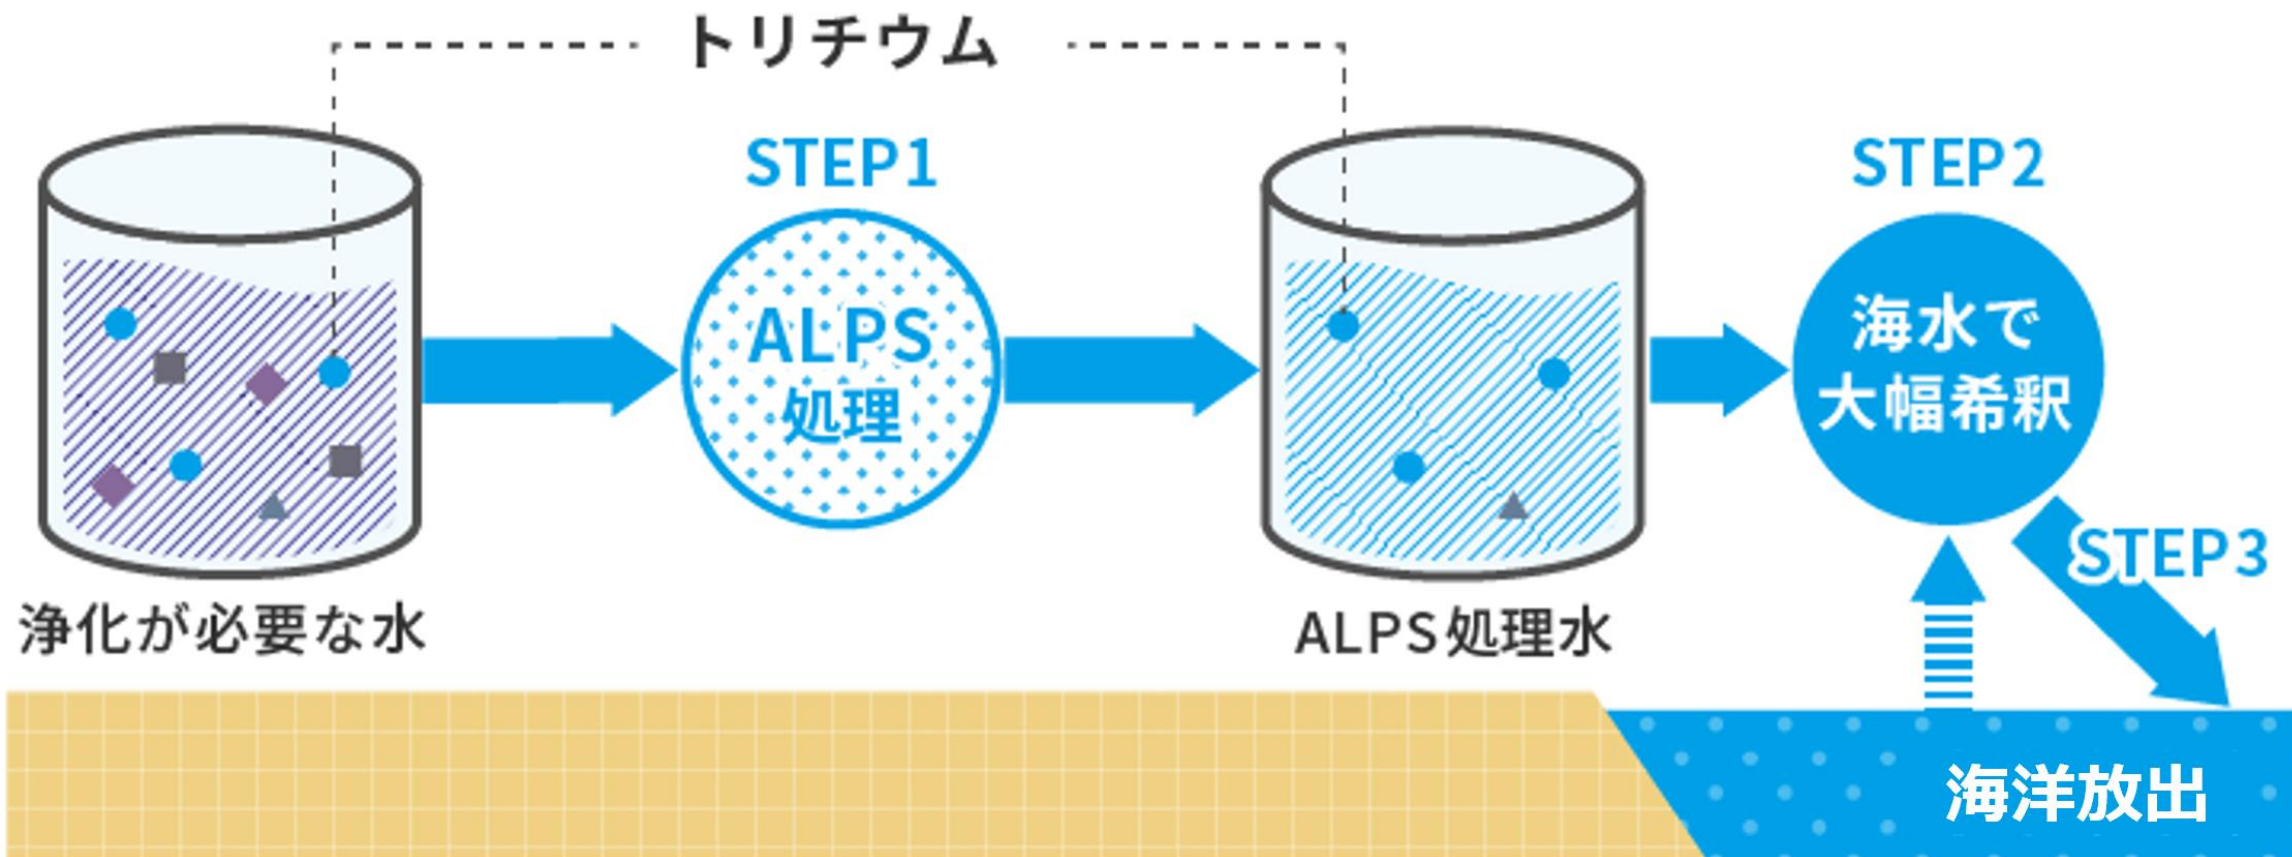 トリチウム
STEP1
STEP2
ALPS
処理
海水で
大幅希釈
STEP3
浄化が必要な水
ALPS処理水
海洋放出